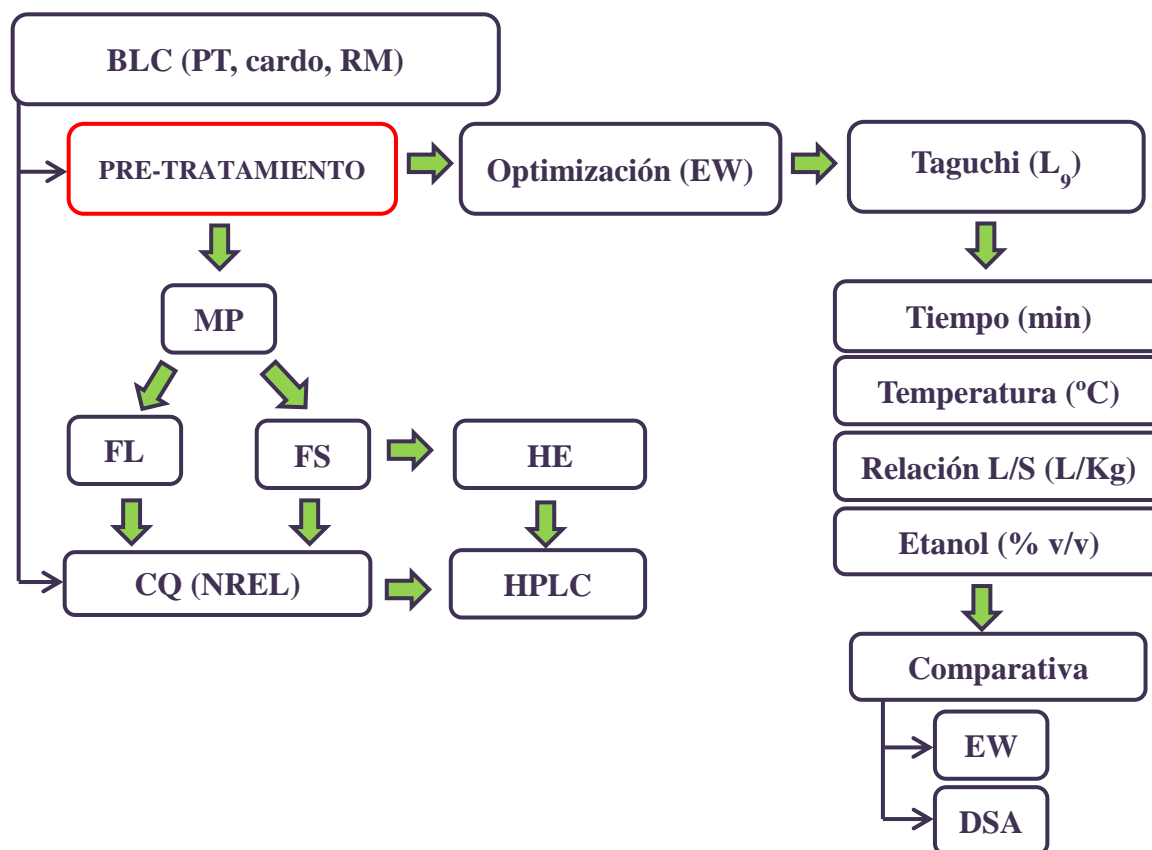 BLC (PT, cardo, RM)
PRE-TRATAMIENTO
Optimización (EW)
Taguchi (L9)
MP
Tiempo (min)
Temperatura (ºC)
FL
FS
HE
Relación L/S (L/Kg)
Etanol (% v/v)
CQ (NREL)
HPLC
Comparativa
EW
DSA